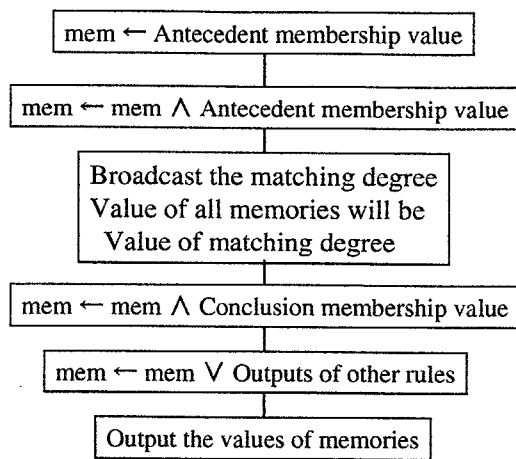 mem ← Antecedent membership value
mem ← mem ∧ Antecedent membership value
Broadcast the matching degree
Value of all memories will be
Value of matching degree
mem ← mem ∧ Conclusion membership value
mem ← mem ∨ Outputs of other rules
Output the values of memories